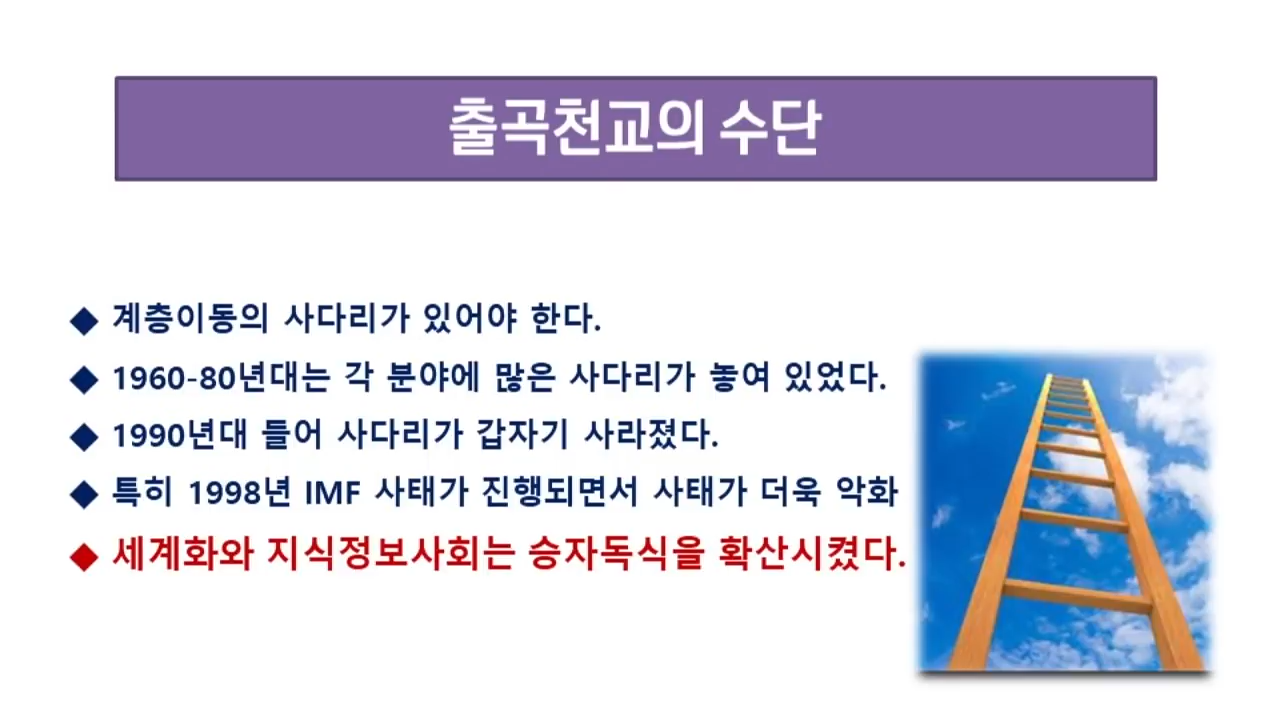 출곡천교의 수단
◆ 계층이동의 사다리가 있어야 한다.
◆ 1960-80년대는 각 분야에 많은 사다리가 놓여 있었다.
◆ 1990년대 들어 사다리가 갑자기 사라졌다.
◆ 특히 1998년 IMF 사태가 진행되면서 사태가 더욱 악화
◆ 세계화와 지식정보사회는 승자독식을 확산시켰다.